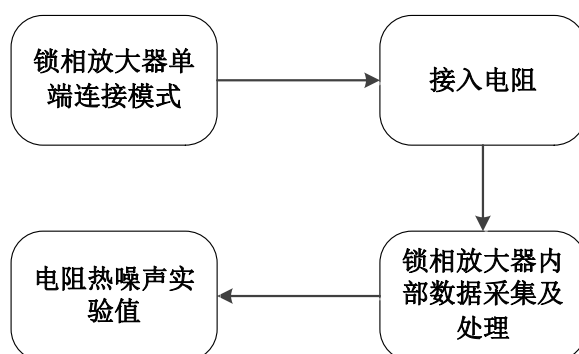 锁相放大器单
端连接模式
接入电阻
锁相放大器内
部数据采集及
处理
电阻热噪声实
验值